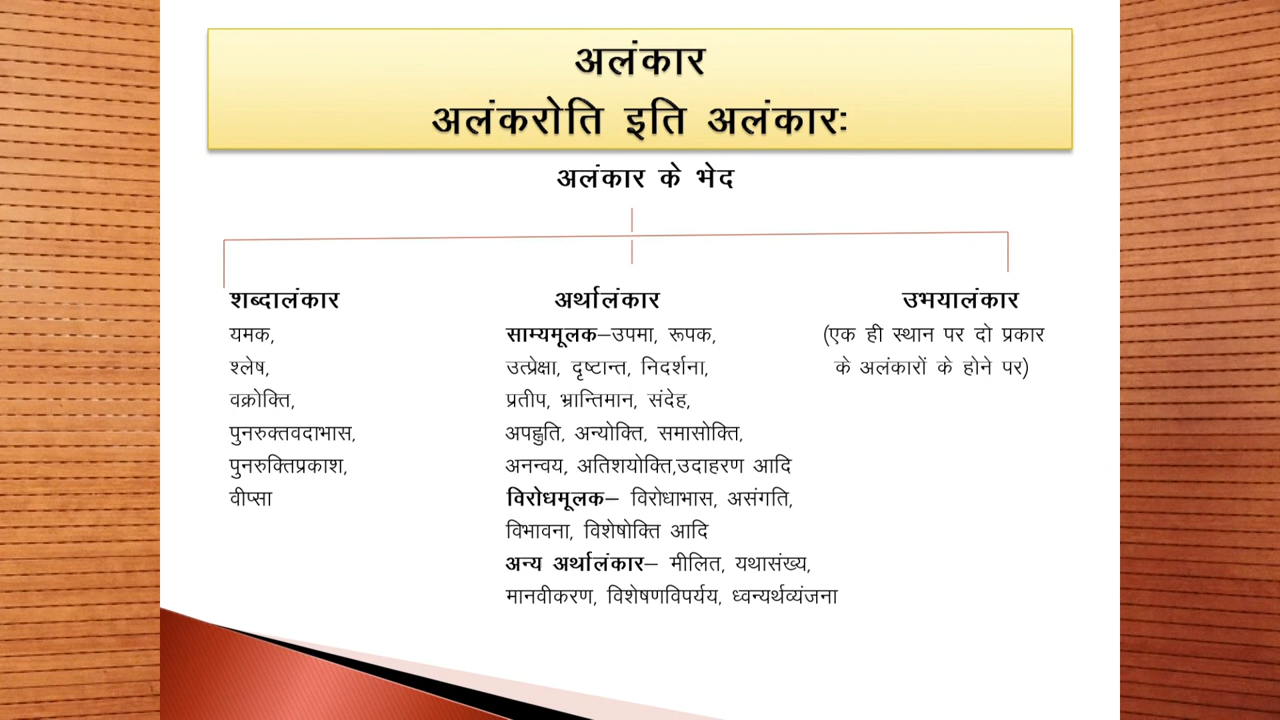 अलंकार
अलंकरोति इति अलंकारः
अलंकार के भेद
शब्दालंकार
यमक,
श्लेष,
वक्रोक्ति,
पुनरुक्तवदाभास,
पुनरुक्तिप्रकाश,
वीप्सा
अर्थालंकार
साम्यमूलक–उपमा, रूपक,
उत्प्रेक्षा, दृष्टान्त, निदर्शना,
प्रतीप, भ्रान्तिमान, संदेह,
अपह्नुति, अन्योक्ति, समासोक्ति,
अनन्वय, अतिशयोक्ति,उदाहरण आदि
विरोधमूलक– विरोधाभास, असंगति,
विभावना, विशेषोक्ति आदि
अन्य अर्थालंकार– मीलित, यथासंख्य,
मानवीकरण, विशेषणविपर्यय, ध्वन्यर्थव्यंजना
उभयालंकार
(एक ही स्थान पर दो प्रकार
के अलंकारों के होने पर)